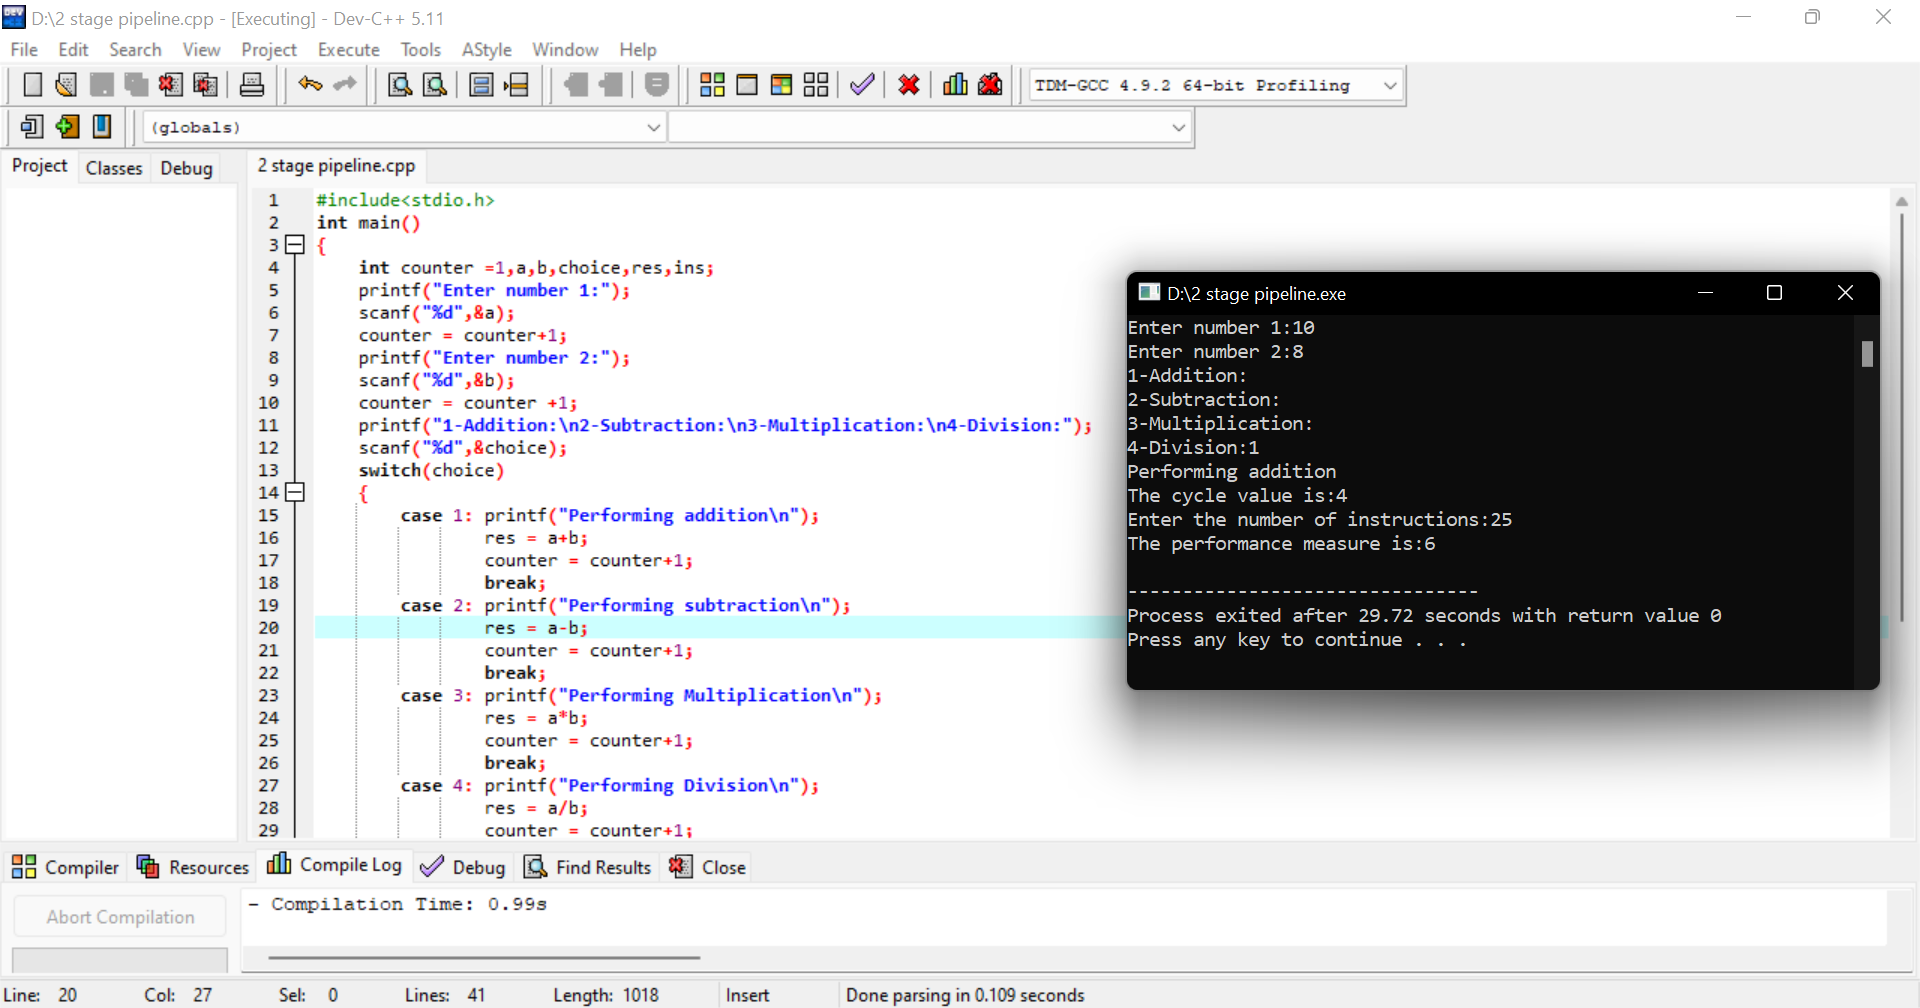 D:\2 stage pipeline.cpp - [Executing] - Dev-C++ 5.11
File Edit Search View Project Execute Tools AStyle Window Help
TDM-GCC 4.9.2 64-bit Profiling
(globals)
Project Classes Debug
2 stage pipeline.cpp
1 #include<stdio.h>
2 int main()
3 {
4 int counter =1,a,b,choice,res,ins;
5 printf("Enter number 1:");
6 scanf("%d",&a);
7 counter = counter+1;
8 printf("Enter number 2:");
9 scanf("%d",&b);
10 counter = counter +1;
11 printf("1-Addition:\n2-Subtraction:\n3-Multiplication:\n4-Division:");
12 scanf("%d",&choice);
13 switch(choice)
14 {
15 case 1: printf("Performing addition\n");
16 res = a+b;
17 counter = counter+1;
18 break;
19 case 2: printf("Performing subtraction\n");
20 res = a-b;
21 counter = counter+1;
22 break;
23 case 3: printf("Performing Multiplication\n");
24 res = a*b;
25 counter = counter+1;
26 break;
27 case 4: printf("Performing Division\n");
28 res = a/b;
29 counter = counter+1;
D:\2 stage pipeline.exe
Enter number 1:10
Enter number 2:8
1-Addition:
2-Subtraction:
3-Multiplication:
4-Division:1
Performing addition
The cycle value is:4
Enter the number of instructions:25
The performance measure is:6
--------------------------------
Process exited after 29.72 seconds with return value 0
Press any key to continue . . .
Compiler Resources Compile Log Debug Find Results Close
Abort Compilation
- Compilation Time: 0.99s
Line: 20 Col: 27 Sel: 0 Lines: 41 Length: 1018 Insert Done parsing in 0.109 seconds